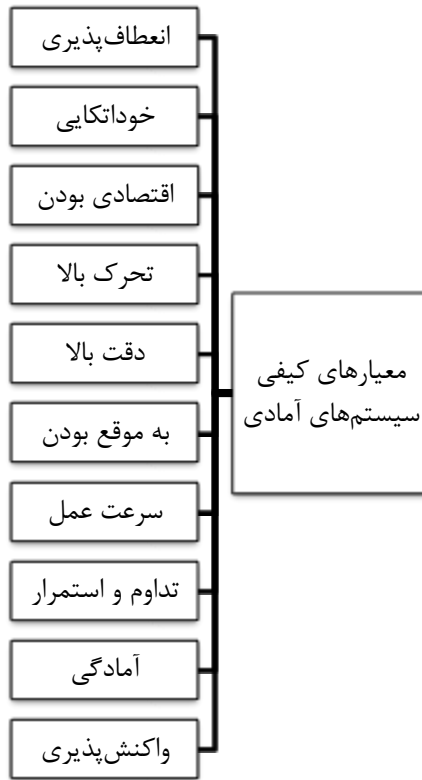 معیارهای کیفی
سیستم‌های آمادی
انعطاف‌پذیری
خوداتکایی
اقتصادی بودن
تحرک بالا
دقت بالا
به موقع بودن
سرعت عمل
تداوم و استمرار
آمادگی
واکنش‌پذیری